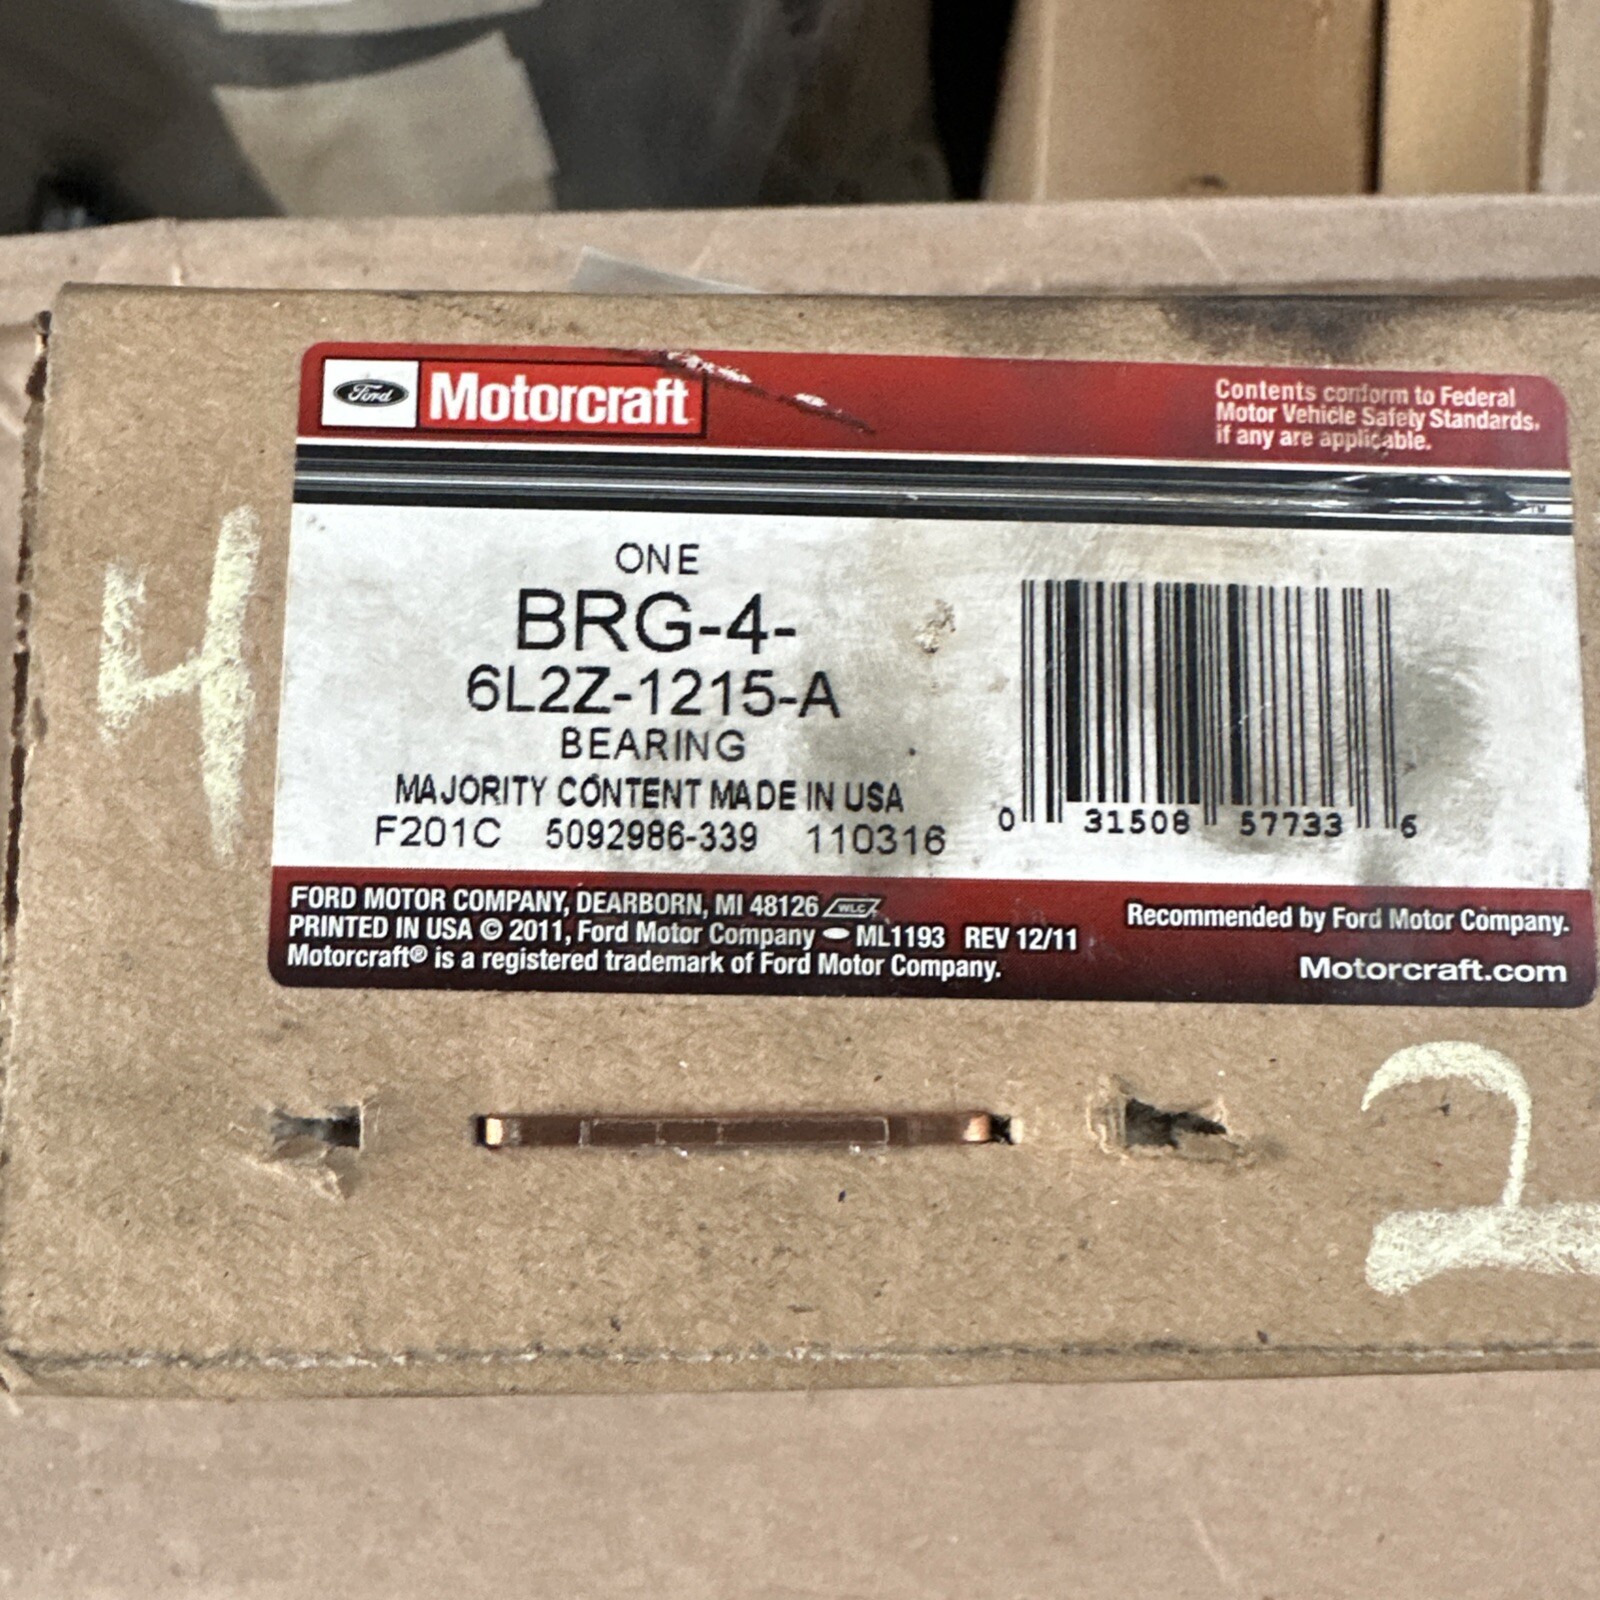 Ford Motorcraft
Contents conform to Federal
Motor Vehicle Safety Standards,
if any are applicable.
ONE
BRG-4-
6L2Z-1215-A
BEARING
MAJORITY CONTENT MADE IN USA
F201C 5092986-339 110316
0 31508 57733 6
FORD MOTOR COMPANY, DEARBORN, MI 48126 WLC
PRINTED IN USA © 2011, Ford Motor Company ML1193 REV 12/11
Motorcraft® is a registered trademark of Ford Motor Company.
Recommended by Ford Motor Company.
Motorcraft.com
4
2